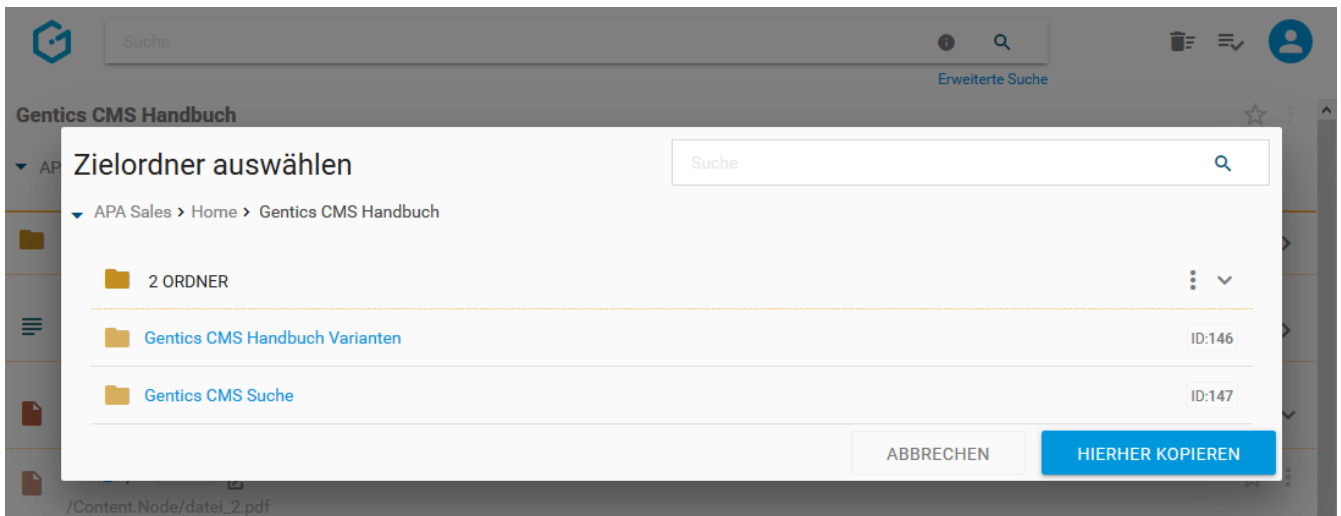 Suche
Erweiterte Suche
Gentics CMS Handbuch
AP
Zielordner auswählen
Suche
APA Sales > Home > Gentics CMS Handbuch
2 ORDNER
Gentics CMS Handbuch Varianten
ID:146
Gentics CMS Suche
ID:147
ABBRECHEN
HIERHER KOPIEREN
/Content.Node/datei_2.pdf